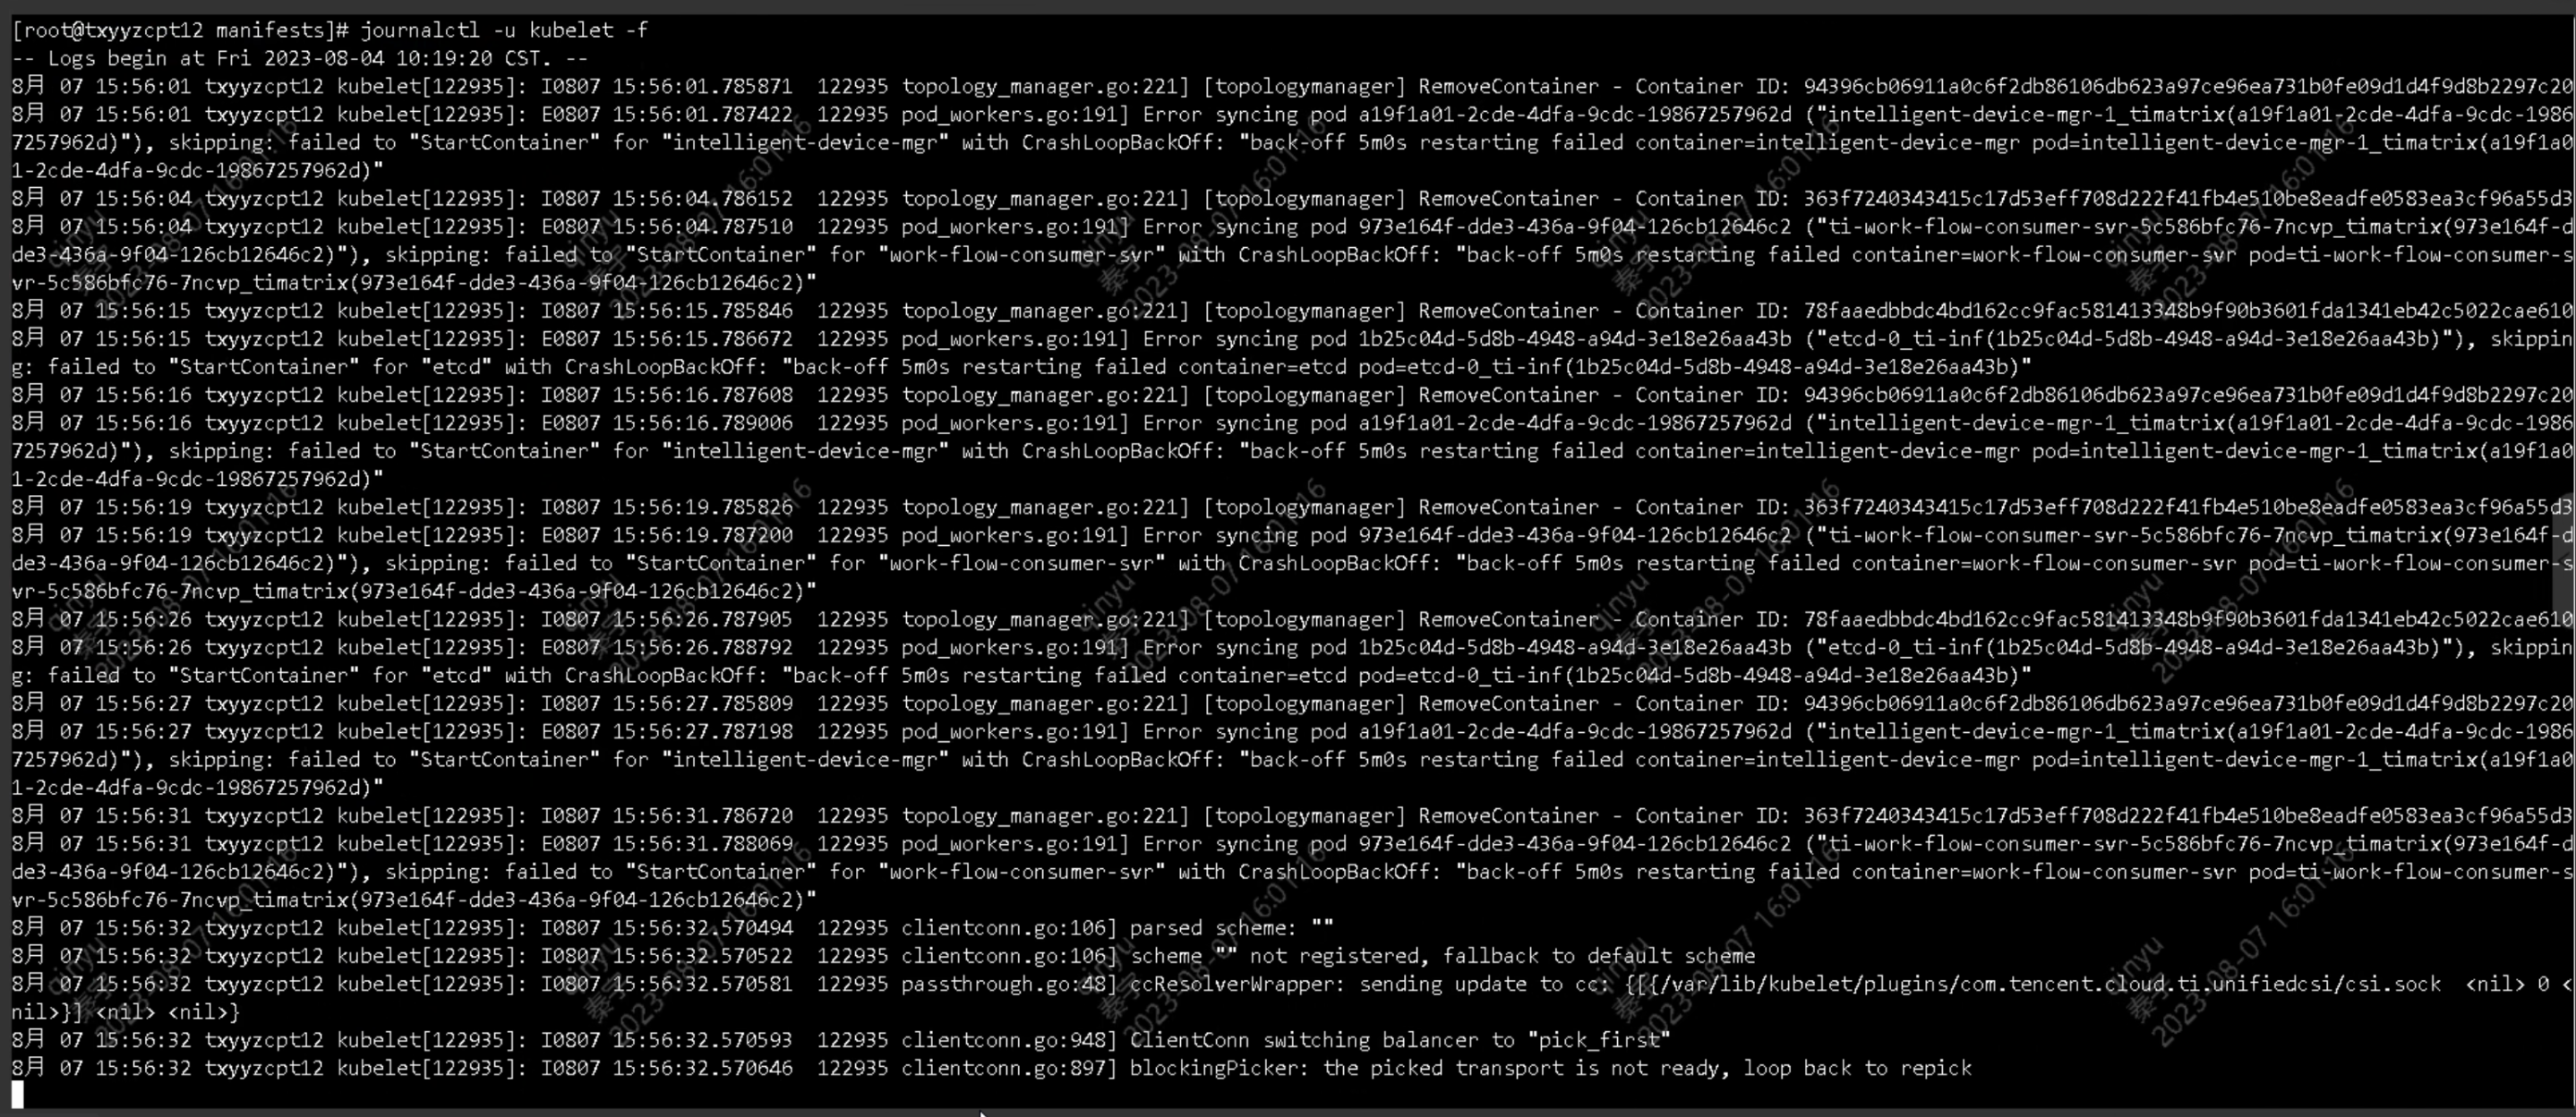 [root@txyyzcpt12 manifests]# journalctl -u kubelet -f
-- Logs begin at Fri 2023-08-04 10:19:20 CST. --
8月 07 15:56:01 txyyzcpt12 kubelet[122935]: I0807 15:56:01.785871  122935 topology_manager.go:221] [topologymanager] RemoveContainer - Container ID: 94396cb06911a0c6f2db86106db623a97ce96ea731b0fe09d1d4f9d8b2297c20
8月 07 15:56:01 txyyzcpt12 kubelet[122935]: E0807 15:56:01.787422  122935 pod_workers.go:191] Error syncing pod a19f1a01-2cde-4dfa-9cdc-19867257962d ("intelligent-device-mgr-1_timatrix(a19f1a01-2cde-4dfa-9cdc-1986
7257962d)"), skipping: failed to "StartContainer" for "intelligent-device-mgr" with CrashLoopBackOff: "back-off 5m0s restarting failed container=intelligent-device-mgr pod=intelligent-device-mgr-1_timatrix(a19f1a0
1-2cde-4dfa-9cdc-19867257962d)"
8月 07 15:56:04 txyyzcpt12 kubelet[122935]: I0807 15:56:04.786152  122935 topology_manager.go:221] [topologymanager] RemoveContainer - Container ID: 363f7240343415c17d53eff708d222f41fb4e510be8eadfe0583ea3cf96a55d3
8月 07 15:56:04 txyyzcpt12 kubelet[122935]: E0807 15:56:04.787510  122935 pod_workers.go:191] Error syncing pod 973e164f-dde3-436a-9f04-126cb12646c2 ("ti-work-flow-consumer-svr-5c586bfc76-7ncvp_timatrix(973e164f-d
de3-436a-9f04-126cb12646c2)"), skipping: failed to "StartContainer" for "work-flow-consumer-svr" with CrashLoopBackOff: "back-off 5m0s restarting failed container=work-flow-consumer-svr pod=ti-work-flow-consumer-s
vr-5c586bfc76-7ncvp_timatrix(973e164f-dde3-436a-9f04-126cb12646c2)"
8月 07 15:56:15 txyyzcpt12 kubelet[122935]: I0807 15:56:15.785846  122935 topology_manager.go:221] [topologymanager] RemoveContainer - Container ID: 78faaedbbdc4bd162cc9fac581413348b9f90b3601fda1341eb42c5022cae610
8月 07 15:56:15 txyyzcpt12 kubelet[122935]: E0807 15:56:15.786672  122935 pod_workers.go:191] Error syncing pod 1b25c04d-5d8b-4948-a94d-3e18e26aa43b ("etcd-0_ti-inf(1b25c04d-5d8b-4948-a94d-3e18e26aa43b)"), skippin
g: failed to "StartContainer" for "etcd" with CrashLoopBackOff: "back-off 5m0s restarting failed container=etcd pod=etcd-0_ti-inf(1b25c04d-5d8b-4948-a94d-3e18e26aa43b)"
8月 07 15:56:16 txyyzcpt12 kubelet[122935]: I0807 15:56:16.787608  122935 topology_manager.go:221] [topologymanager] RemoveContainer - Container ID: 94396cb06911a0c6f2db86106db623a97ce96ea731b0fe09d1d4f9d8b2297c20
8月 07 15:56:16 txyyzcpt12 kubelet[122935]: E0807 15:56:16.789006  122935 pod_workers.go:191] Error syncing pod a19f1a01-2cde-4dfa-9cdc-19867257962d ("intelligent-device-mgr-1_timatrix(a19f1a01-2cde-4dfa-9cdc-1986
7257962d)"), skipping: failed to "StartContainer" for "intelligent-device-mgr" with CrashLoopBackOff: "back-off 5m0s restarting failed container=intelligent-device-mgr pod=intelligent-device-mgr-1_timatrix(a19f1a0
1-2cde-4dfa-9cdc-19867257962d)"
8月 07 15:56:19 txyyzcpt12 kubelet[122935]: I0807 15:56:19.785826  122935 topology_manager.go:221] [topologymanager] RemoveContainer - Container ID: 363f7240343415c17d53eff708d222f41fb4e510be8eadfe0583ea3cf96a55d3
8月 07 15:56:19 txyyzcpt12 kubelet[122935]: E0807 15:56:19.787200  122935 pod_workers.go:191] Error syncing pod 973e164f-dde3-436a-9f04-126cb12646c2 ("ti-work-flow-consumer-svr-5c586bfc76-7ncvp_timatrix(973e164f-d
de3-436a-9f04-126cb12646c2)"), skipping: failed to "StartContainer" for "work-flow-consumer-svr" with CrashLoopBackOff: "back-off 5m0s restarting failed container=work-flow-consumer-svr pod=ti-work-flow-consumer-s
vr-5c586bfc76-7ncvp_timatrix(973e164f-dde3-436a-9f04-126cb12646c2)"
8月 07 15:56:26 txyyzcpt12 kubelet[122935]: I0807 15:56:26.787905  122935 topology_manager.go:221] [topologymanager] RemoveContainer - Container ID: 78faaedbbdc4bd162cc9fac581413348b9f90b3601fda1341eb42c5022cae610
8月 07 15:56:26 txyyzcpt12 kubelet[122935]: E0807 15:56:26.788792  122935 pod_workers.go:191] Error syncing pod 1b25c04d-5d8b-4948-a94d-3e18e26aa43b ("etcd-0_ti-inf(1b25c04d-5d8b-4948-a94d-3e18e26aa43b)"), skippin
g: failed to "StartContainer" for "etcd" with CrashLoopBackOff: "back-off 5m0s restarting failed container=etcd pod=etcd-0_ti-inf(1b25c04d-5d8b-4948-a94d-3e18e26aa43b)"
8月 07 15:56:27 txyyzcpt12 kubelet[122935]: I0807 15:56:27.785809  122935 topology_manager.go:221] [topologymanager] RemoveContainer - Container ID: 94396cb06911a0c6f2db86106db623a97ce96ea731b0fe09d1d4f9d8b2297c20
8月 07 15:56:27 txyyzcpt12 kubelet[122935]: E0807 15:56:27.787198  122935 pod_workers.go:191] Error syncing pod a19f1a01-2cde-4dfa-9cdc-19867257962d ("intelligent-device-mgr-1_timatrix(a19f1a01-2cde-4dfa-9cdc-1986
7257962d)"), skipping: failed to "StartContainer" for "intelligent-device-mgr" with CrashLoopBackOff: "back-off 5m0s restarting failed container=intelligent-device-mgr pod=intelligent-device-mgr-1_timatrix(a19f1a0
1-2cde-4dfa-9cdc-19867257962d)"
8月 07 15:56:31 txyyzcpt12 kubelet[122935]: I0807 15:56:31.786720  122935 topology_manager.go:221] [topologymanager] RemoveContainer - Container ID: 363f7240343415c17d53eff708d222f41fb4e510be8eadfe0583ea3cf96a55d3
8月 07 15:56:31 txyyzcpt12 kubelet[122935]: E0807 15:56:31.788069  122935 pod_workers.go:191] Error syncing pod 973e164f-dde3-436a-9f04-126cb12646c2 ("ti-work-flow-consumer-svr-5c586bfc76-7ncvp_timatrix(973e164f-d
de3-436a-9f04-126cb12646c2)"), skipping: failed to "StartContainer" for "work-flow-consumer-svr" with CrashLoopBackOff: "back-off 5m0s restarting failed container=work-flow-consumer-svr pod=ti-work-flow-consumer-s
vr-5c586bfc76-7ncvp_timatrix(973e164f-dde3-436a-9f04-126cb12646c2)"
8月 07 15:56:32 txyyzcpt12 kubelet[122935]: I0807 15:56:32.570494  122935 clientconn.go:106] parsed scheme: ""
8月 07 15:56:32 txyyzcpt12 kubelet[122935]: I0807 15:56:32.570522  122935 clientconn.go:106] scheme "" not registered, fallback to default scheme
8月 07 15:56:32 txyyzcpt12 kubelet[122935]: I0807 15:56:32.570581  122935 passthrough.go:48] ccResolverWrapper: sending update to cc: {[{/var/lib/kubelet/plugins/com.tencent.cloud.ti.unifiedcsi/csi.sock  <nil> 0 <
nil>}] <nil> <nil>}
8月 07 15:56:32 txyyzcpt12 kubelet[122935]: I0807 15:56:32.570593  122935 clientconn.go:948] ClientConn switching balancer to "pick_first"
8月 07 15:56:32 txyyzcpt12 kubelet[122935]: I0807 15:56:32.570646  122935 clientconn.go:897] blockingPicker: the picked transport is not ready, loop back to repick